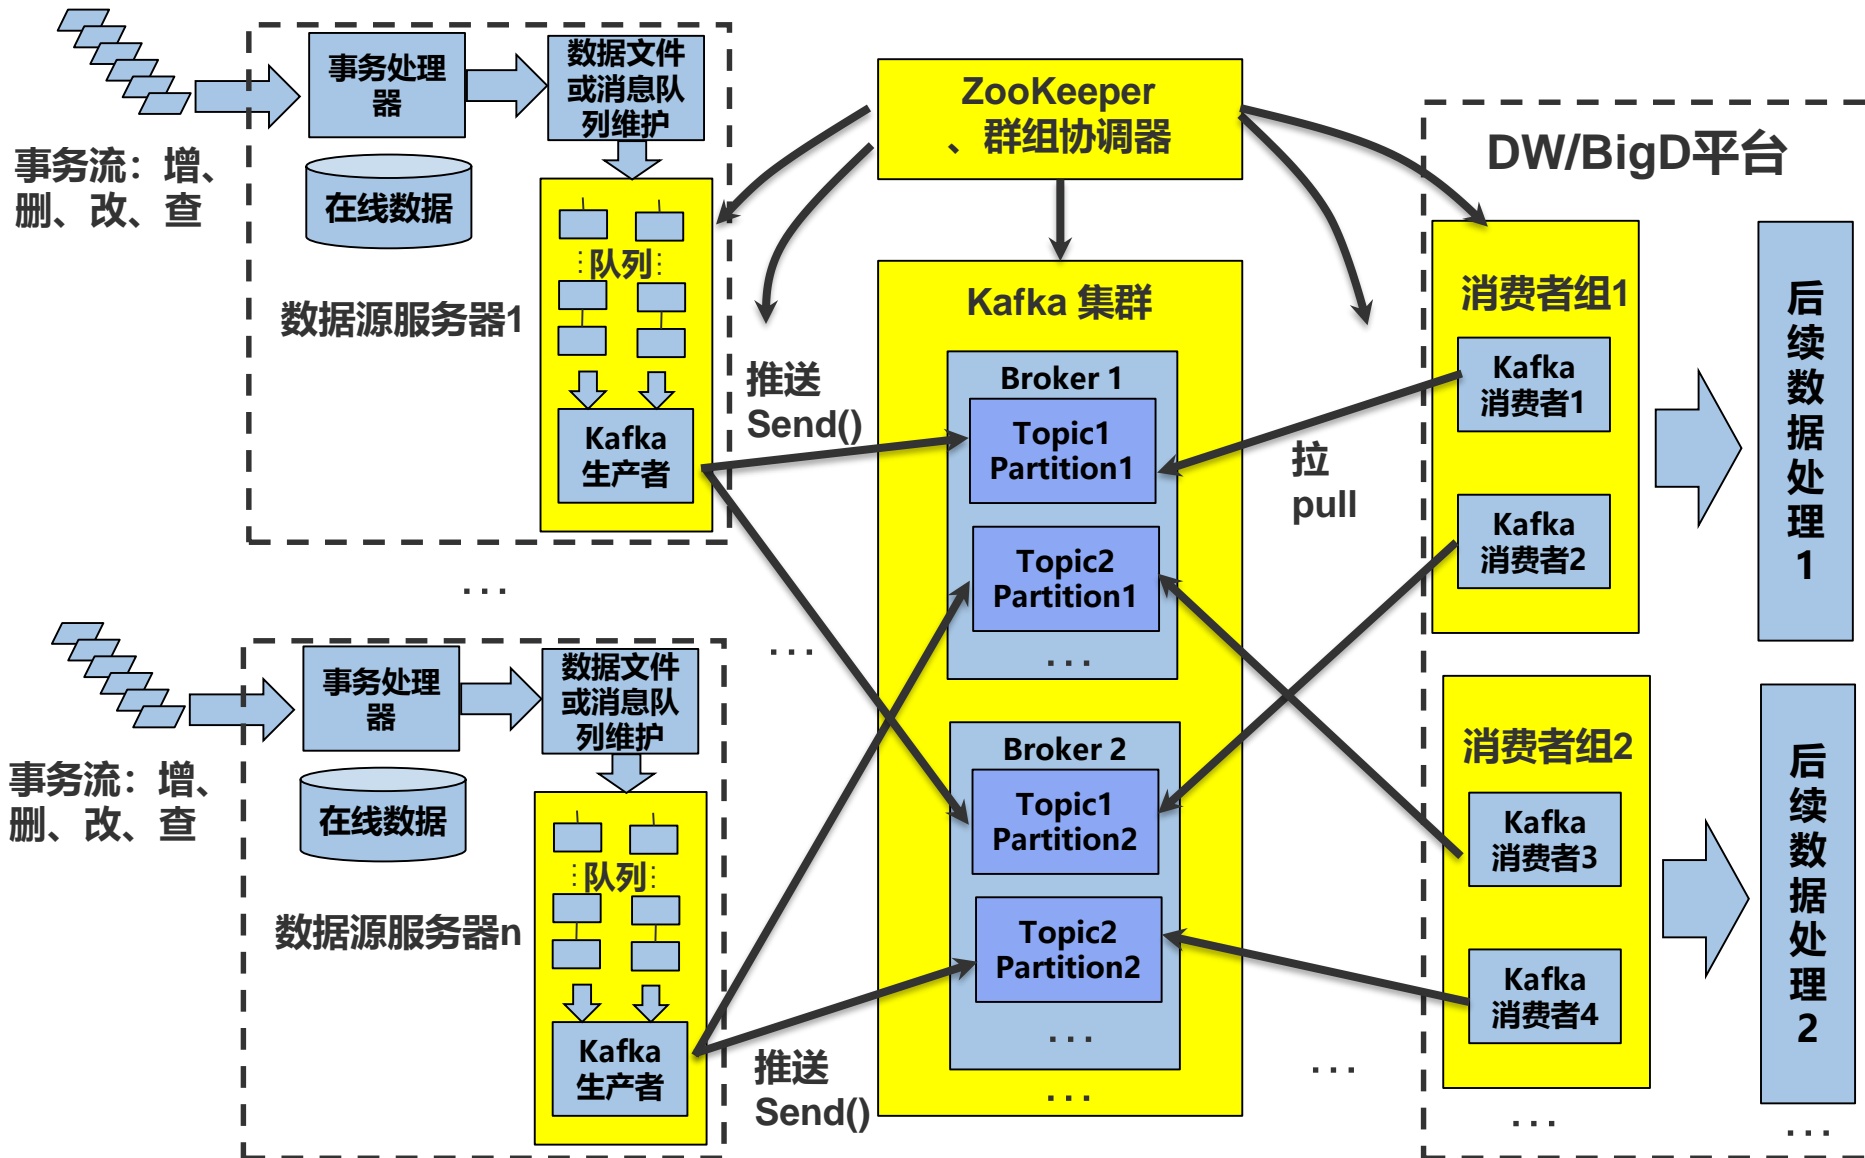 事务流：增、
删、改、查
事务处理
器
数据文件
或消息队
列维护
在线数据
队列
数据源服务器1
Kafka
生产者
推送
Send()
. . .
事务流：增、
删、改、查
事务处理
器
数据文件
或消息队
列维护
在线数据
队列
数据源服务器n
Kafka
生产者
推送
Send()
. . .
ZooKeeper
、群组协调器
Kafka 集群
Broker 1
Topic1
Partition1
Topic2
Partition1
. . .
Broker 2
Topic1
Partition2
Topic2
Partition2
. . .
. . .
拉
pull
. . .
DW/BigD平台
消费者组1
Kafka
消费者1
Kafka
消费者2
后
续
数
据
处
理
1
消费者组2
Kafka
消费者3
Kafka
消费者4
. . .
后
续
数
据
处
理
2
. . .